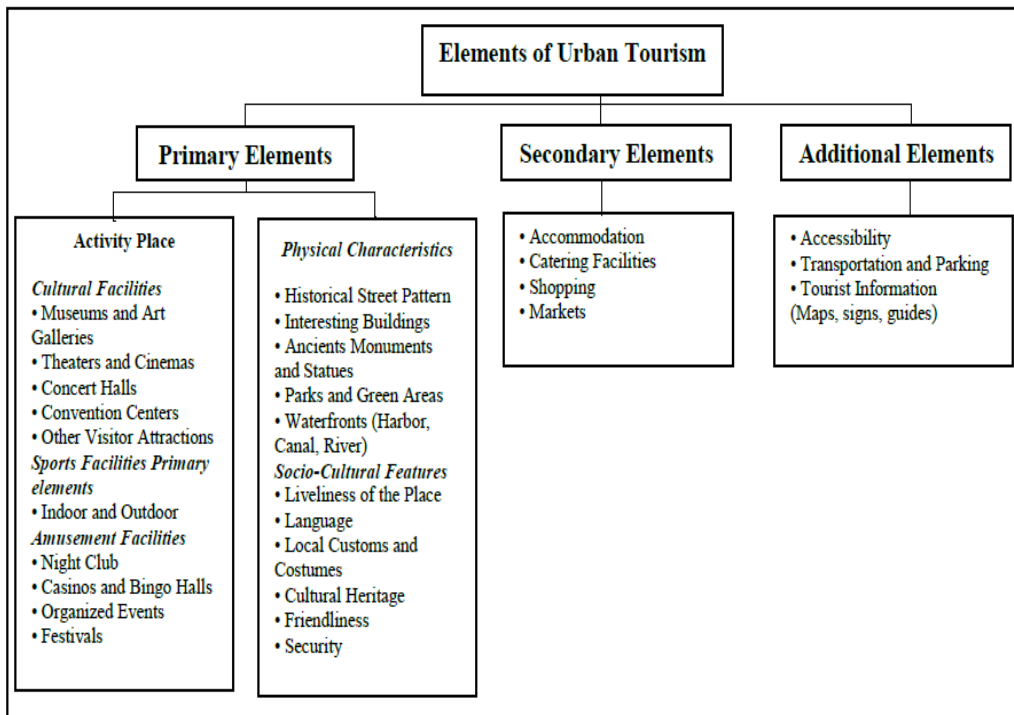 Elements of Urban Tourism
Primary Elements
Secondary Elements
Additional Elements
Activity Place
Cultural Facilities
• Museums and Art
Galleries
• Theaters and Cinemas
• Concert Halls
• Convention Centers
• Other Visitor Attractions
Sports Facilities Primary
elements
• Indoor and Outdoor
Amusement Facilities
• Night Club
• Casinos and Bingo Halls
• Organized Events
• Festivals
Physical Characteristics
• Historical Street Pattern
• Interesting Buildings
• Ancients Monuments
and Statues
• Parks and Green Areas
• Waterfronts (Harbor,
Canal, River)
Socio-Cultural Features
• Liveliness of the Place
• Language
• Local Customs and
Costumes
• Cultural Heritage
• Friendliness
• Security
• Accommodation
• Catering Facilities
• Shopping
• Markets
• Accessibility
• Transportation and Parking
• Tourist Information
(Maps, signs, guides)